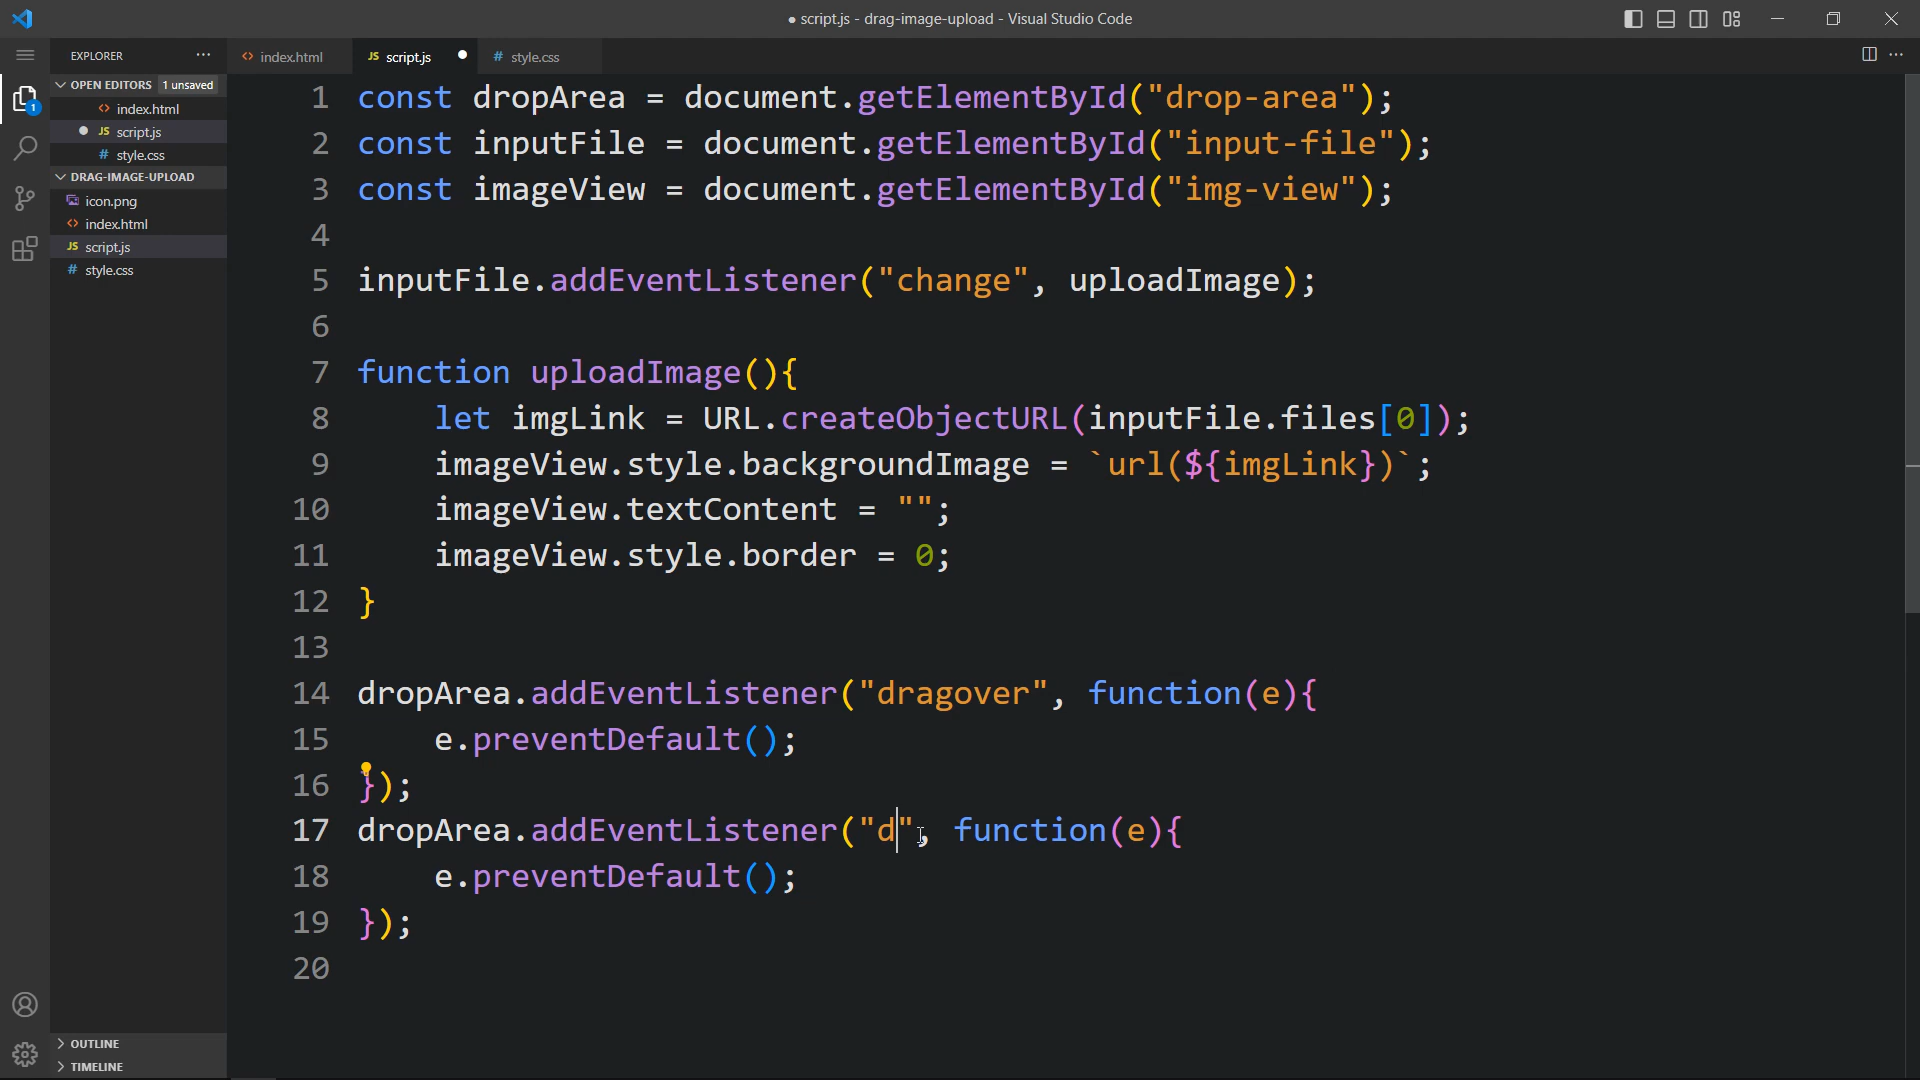 ● script.js - drag-image-upload - Visual Studio Code
EXPLORER
index.html
JS script.js
# style.css
OPEN EDITORS 1 unsaved
index.html
JS script.js
# style.css
DRAG-IMAGE-UPLOAD
icon.png
index.html
JS script.js
# style.css
OUTLINE
TIMELINE
1
1 const dropArea = document.getElementById("drop-area");
2 const inputFile = document.getElementById("input-file");
3 const imageView = document.getElementById("img-view");
4
5 inputFile.addEventListener("change", uploadImage);
6
7 function uploadImage(){
8     let imgLink = URL.createObjectURL(inputFile.files[0]);
9     imageView.style.backgroundImage = `url(${imgLink})`;
10     imageView.textContent = "";
11     imageView.style.border = 0;
12 }
13
14 dropArea.addEventListener("dragover", function(e){
15     e.preventDefault();
16 });
17 dropArea.addEventListener("d", function(e){
18     e.preventDefault();
19 });
20